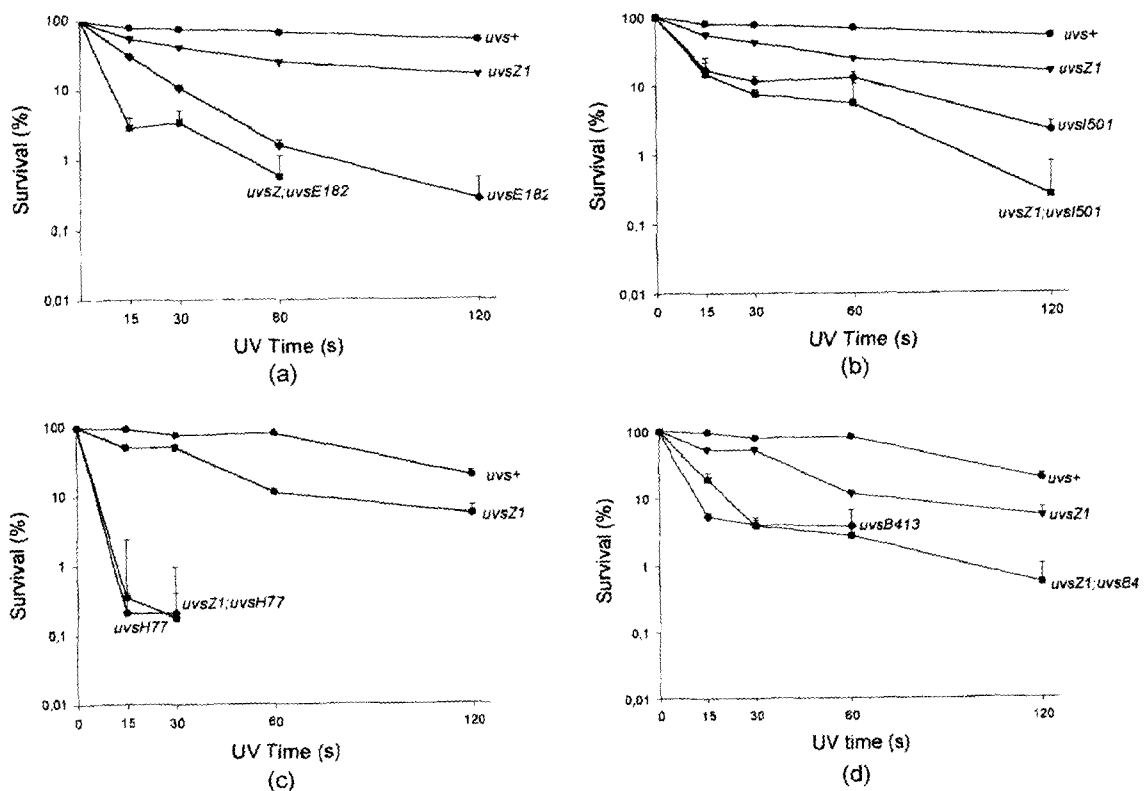 100
10
1
0,1
0,01
Survival (%)
uvs+
uvsZ1
uvsZ;uvsE182
uvsE182
15 30 60 120
UV Time (s)
(a)
100
10
1
0,1
0,01
Survival (%)
uvs+
uvsZ1
uvsI501
uvsZ1;uvsI501
0 15 30 60 120
UV Time (s)
(b)
100
10
1
0,1
0,01
Survival (%)
uvs+
uvsZ1
uvsZ1;uvsH77
uvsH77
0 15 30 60 120
UV Time (s)
(c)
100
10
1
0,1
0,01
Survival (%)
uvs+
uvsZ1
uvsB413
uvsZ1;uvsB4
0 15 30 60 120
UV time (s)
(d)